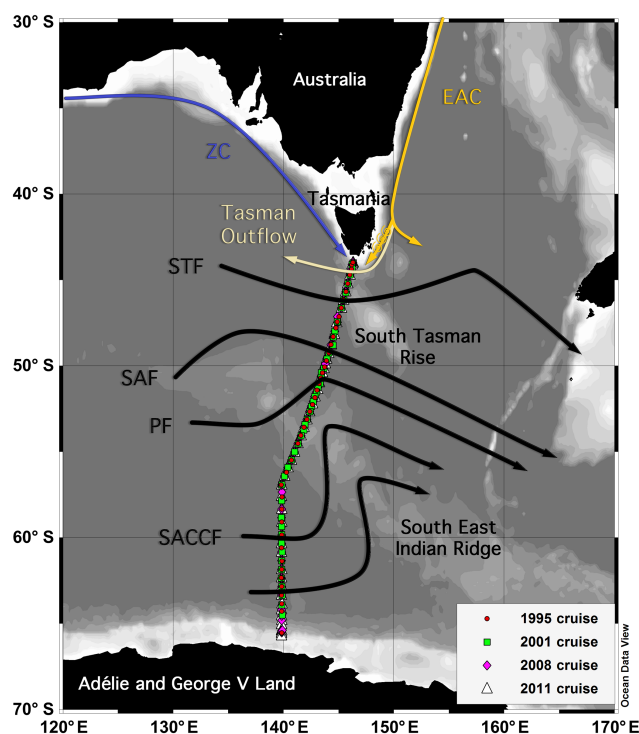 30° S
Australia
EAC
ZC
40° S
Tasmania
Tasman
Outflow
STF
South Tasman
Rise
50° S
SAF
PF
SACCF
60° S
South East
Indian Ridge
1995 cruise
2001 cruise
2008 cruise
2011 cruise
Ocean Data View
Adélie and George V Land
70° S
120°E
130°E
140°E
150°E
160°E
170°E